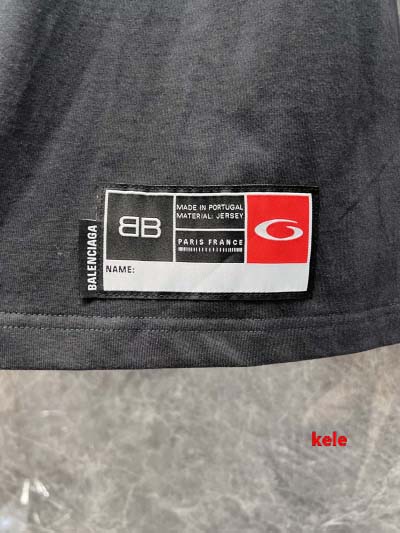 BB
MADE IN PORTUGAL
MATERIAL: JERSEY
PARIS FRANCE
NAME:
BALENCIAGA
kele